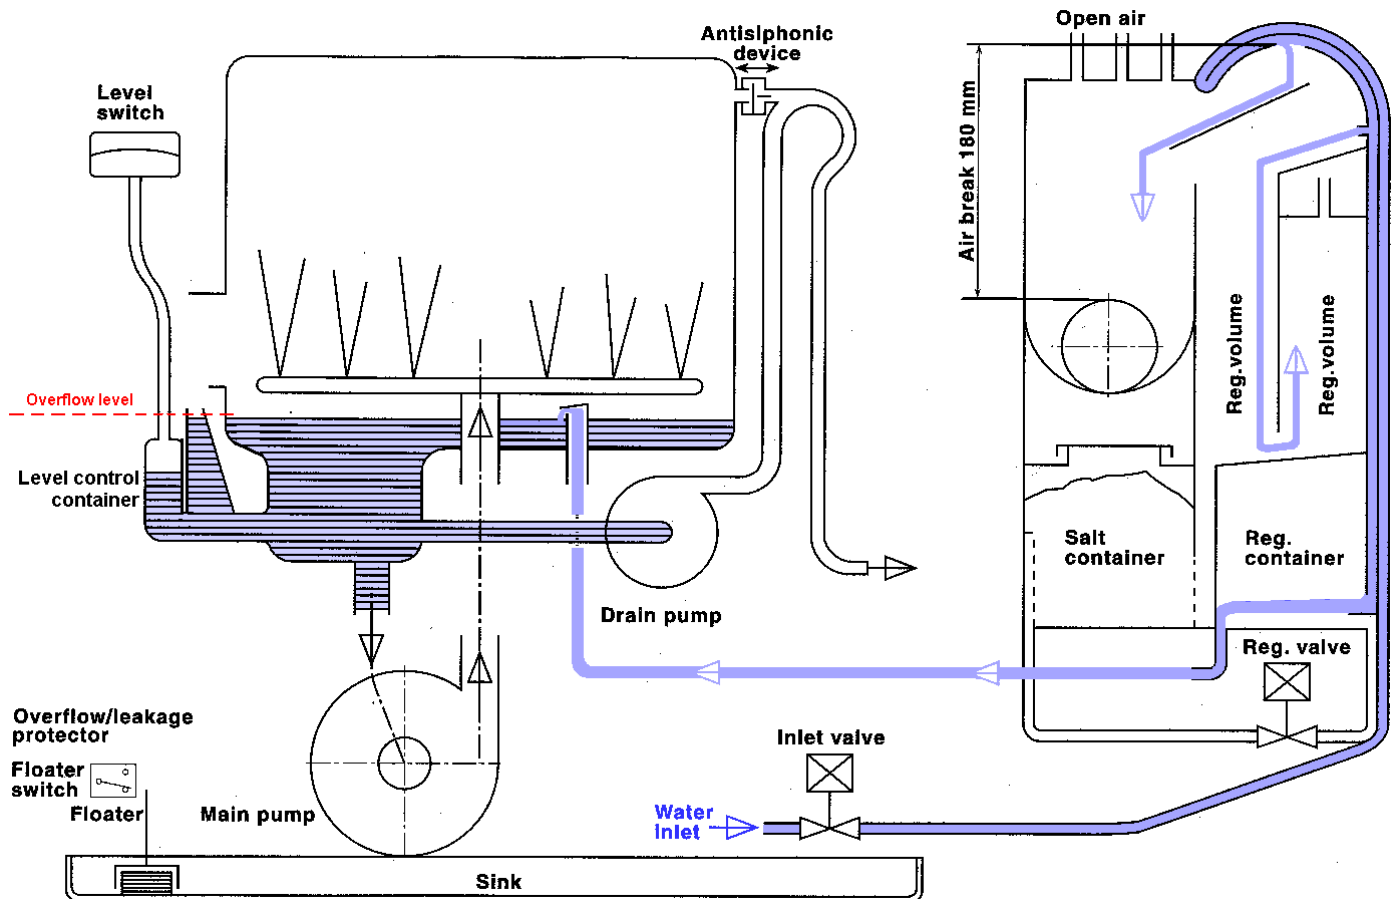 Open air
Antisiphonic
device
Level
switch
Air break 180 mm
Reg.volume
Reg.volume
Overflow level
Level control
container
Salt
container
Reg.
container
Drain pump
Reg. valve
Overflow/leakage
protector
Inlet valve
Floater
switch
Floater
Main pump
Water
Inlet
Sink